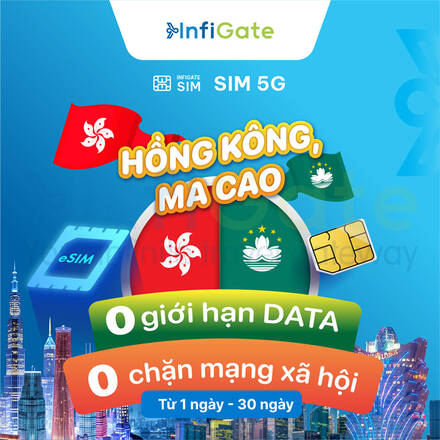 InfiGate
INFIGATE
SIM
SIM 5G
HỒNG KÔNG,
MA CAO
eSIM
0 giới hạn DATA
0 chặn mạng xã hội
Từ 1 ngày - 30 ngày